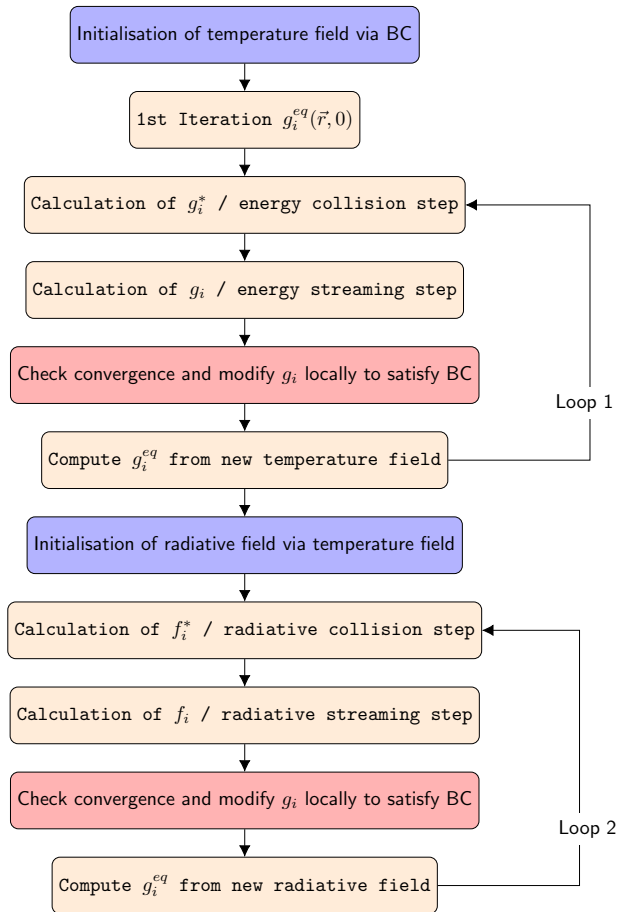 Initialisation of temperature field via BC
1st Iteration $g_i^{eq}(\vec{r}, 0)$
Calculation of $g_i^*$ / energy collision step
Calculation of $g_i$ / energy streaming step
Check convergence and modify $g_i$ locally to satisfy BC
Loop 1
Compute $g_i^{eq}$ from new temperature field
Initialisation of radiative field via temperature field
Calculation of $f_i^*$ / radiative collision step
Calculation of $f_i$ / radiative streaming step
Check convergence and modify $g_i$ locally to satisfy BC
Loop 2
Compute $g_i^{eq}$ from new radiative field